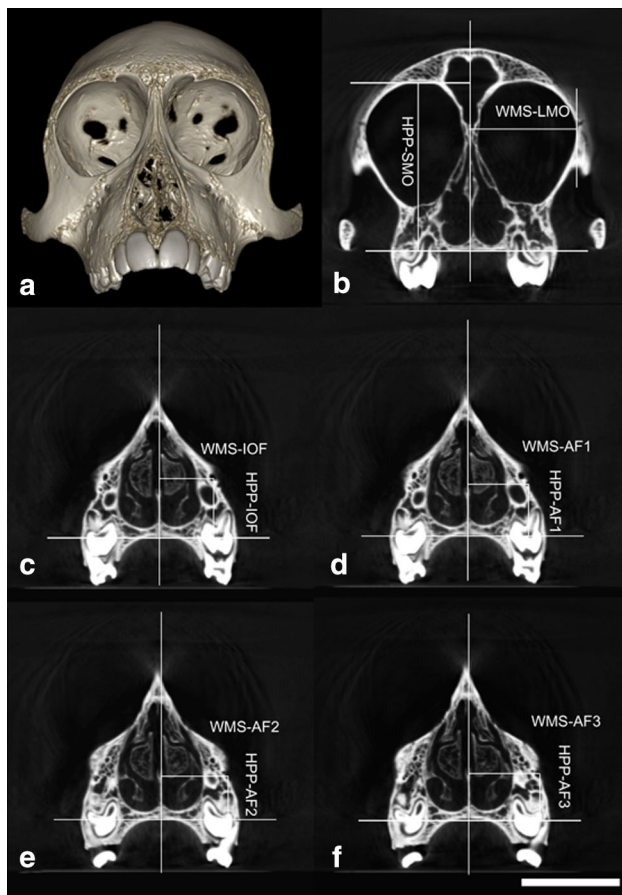 a
WMS-LMO
HPP-SMO
b
WMS-IOF
HPP-IOF
c
WMS-AF1
HPP-AF1
d
WMS-AF2
HPP-AF2
e
WMS-AF3
HPP-AF3
f